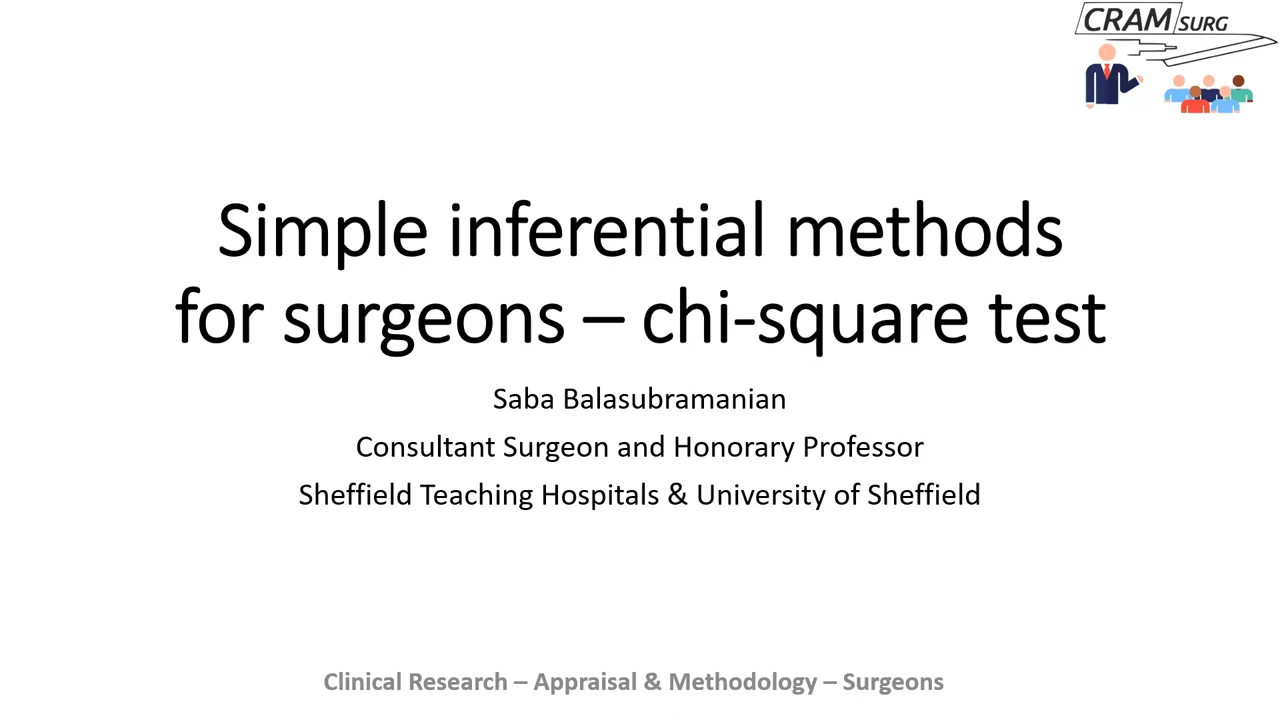 CRAM SURG
Simple inferential methods
for surgeons – chi-square test
Saba Balasubramanian
Consultant Surgeon and Honorary Professor
Sheffield Teaching Hospitals & University of Sheffield
Clinical Research – Appraisal & Methodology – Surgeons